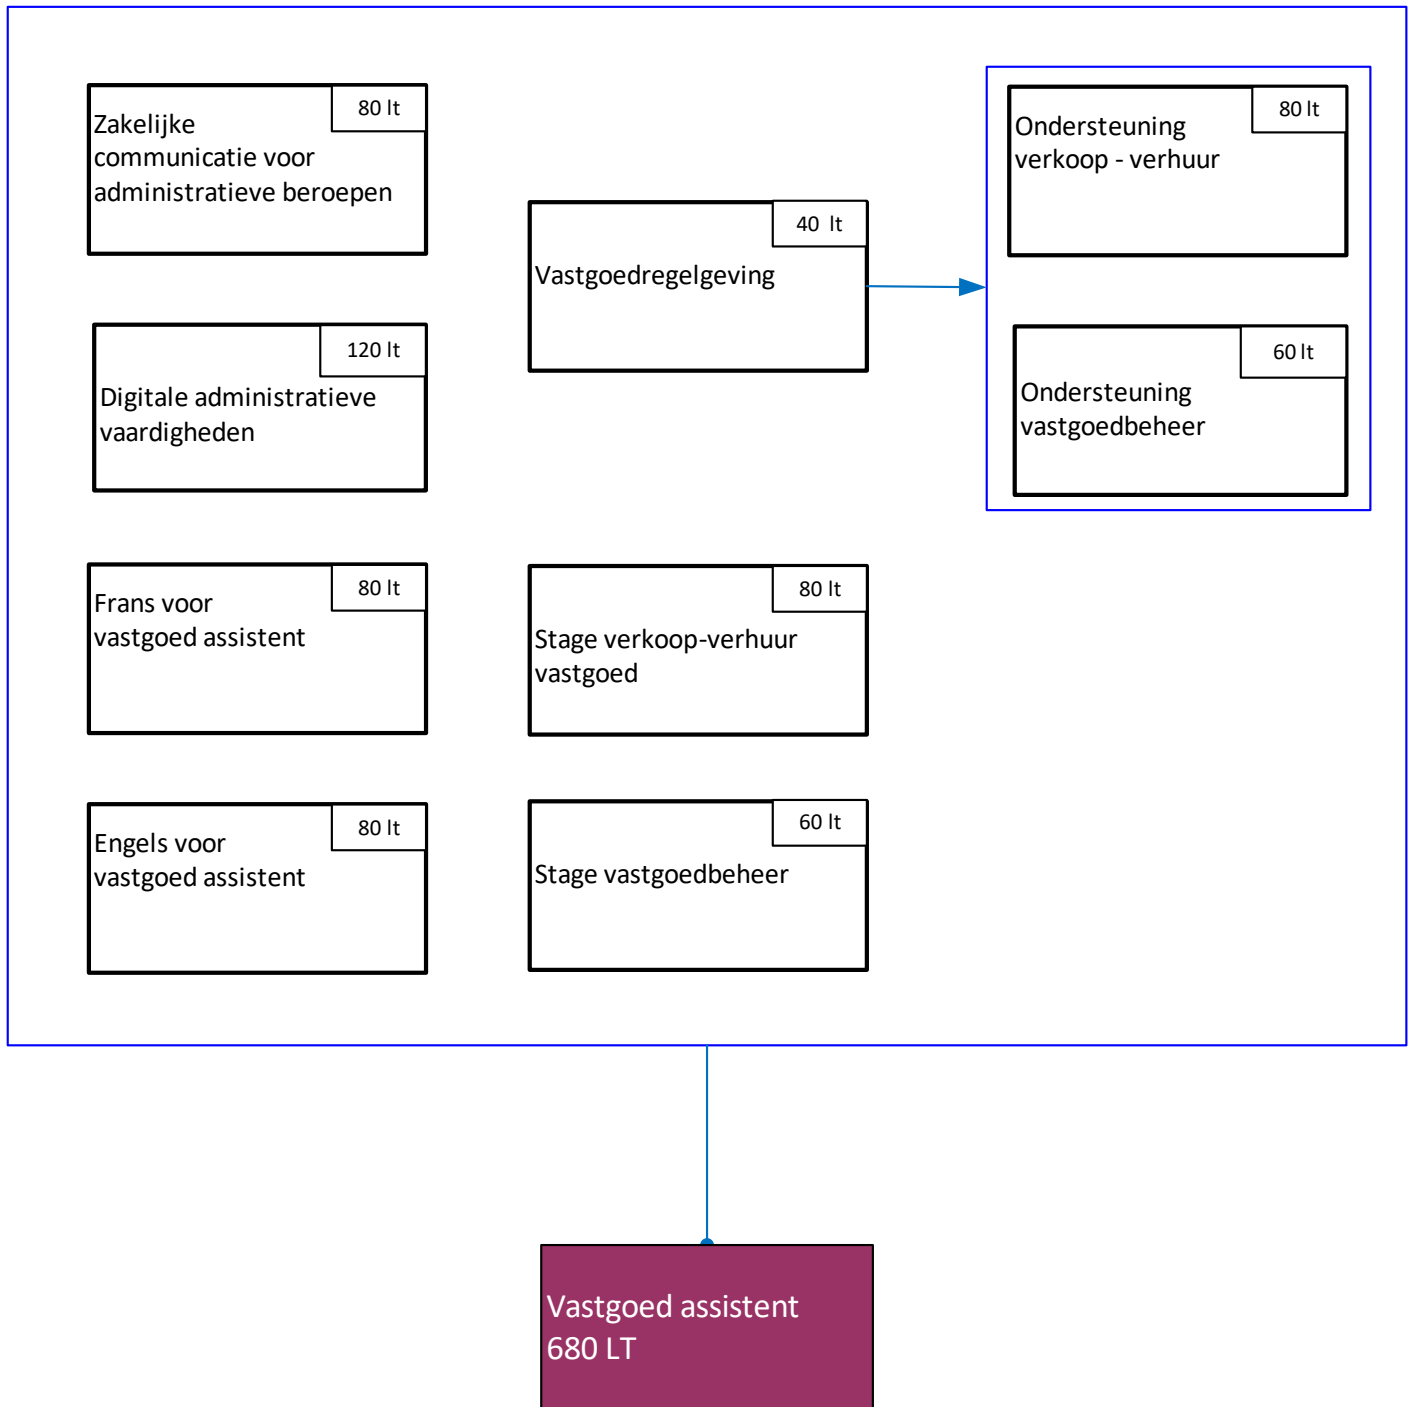 80 lt
Zakelijke
communicatie voor
administratieve beroepen
120 lt
Digitale administratieve
vaardigheden
80 lt
Frans voor
vastgoed assistent
80 lt
Engels voor
vastgoed assistent
40 lt
Vastgoedregelgeving
80 lt
Stage verkoop-verhuur
vastgoed
60 lt
Stage vastgoedbeheer
80 lt
Ondersteuning
verkoop - verhuur
60 lt
Ondersteuning
vastgoedbeheer
Vastgoed assistent
680 LT